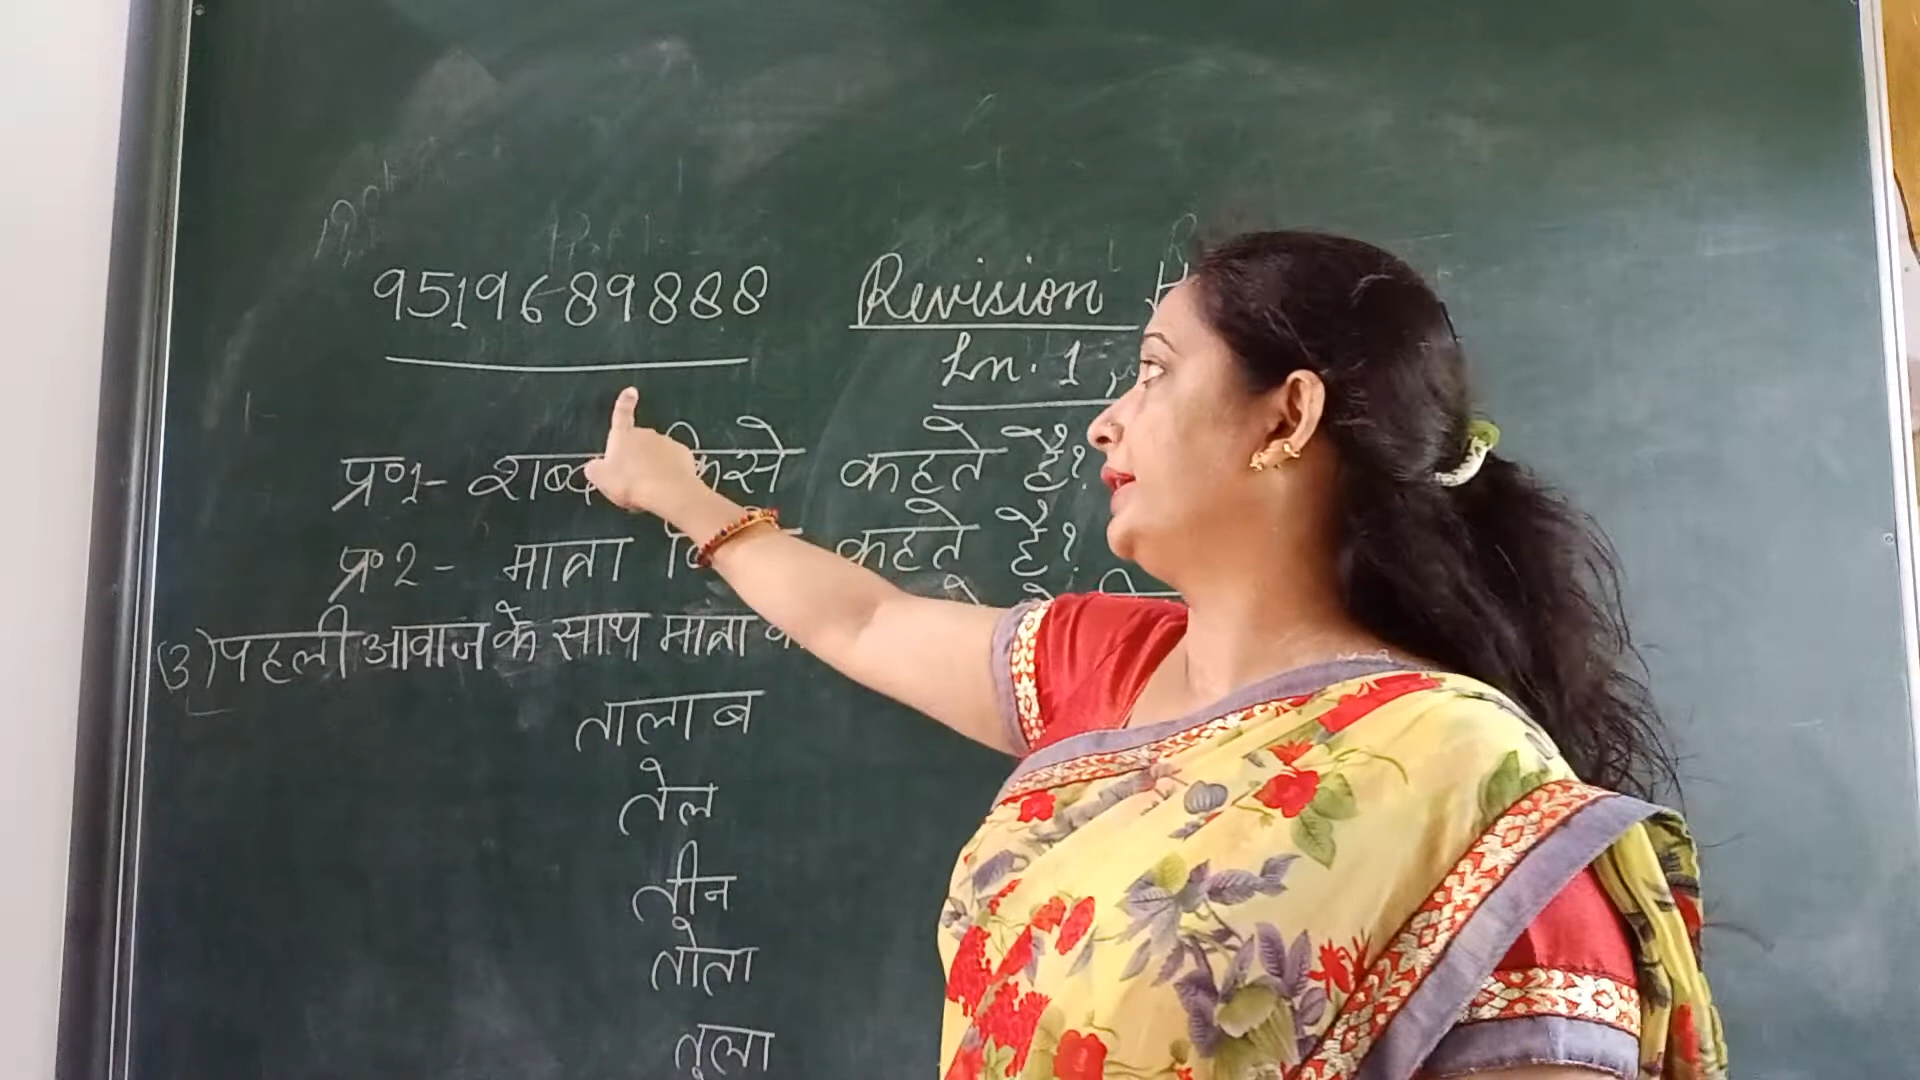 9519689888
Revision
Ln. 1,
प्र०1- शब्द किसे कहते है?
प्र०2- मात्रा कहते है?
(3) पहली आवाज के साथ मात्रा
तालाब
तेल
तीन
तोता
तूला